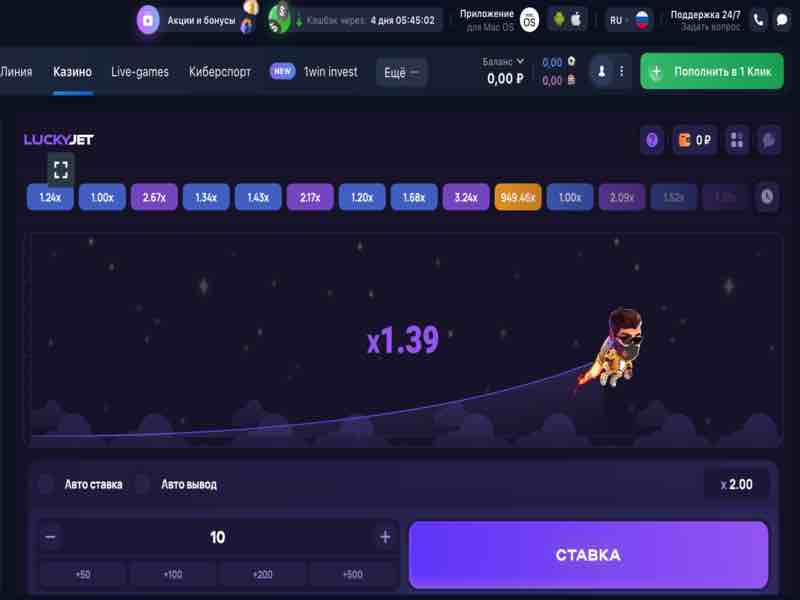 Акции и бонусы
Кэшбэк через: 4 дня 05:45:02
Приложение
для Mac OS
mac OS
RU
Поддержка 24/7
Задать вопрос
Линия
Казино
Live-games
Киберспорт
NEW
1win invest
Ещё
Баланс
0,00 ₽
0,00
0,00
Пополнить в 1 Клик
LUCKYJET
? 0 ₽
1.24x 1.00x 2.67x 1.34x 1.43x 2.17x 1.20x 1.68x 3.24x 949.46x 1.00x 2.09x 1.52x
x1.39
Авто ставка
Авто вывод
x 2.00
− 10 +
+50 +100 +200 +500
СТАВКА